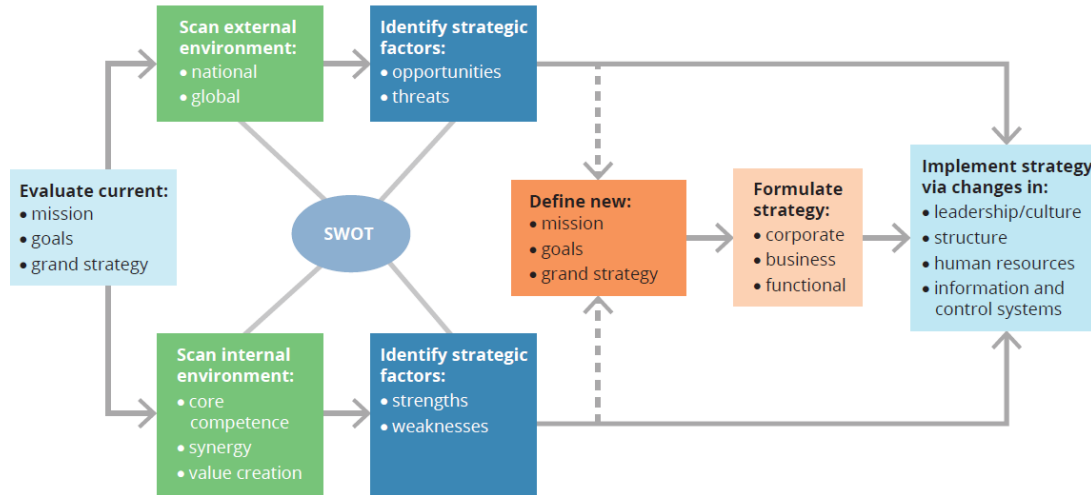 Scan external
environment:
• national
• global
Identify strategic
factors:
• opportunities
• threats
Evaluate current:
• mission
• goals
• grand strategy
SWOT
Define new:
• mission
• goals
• grand strategy
Formulate
strategy:
• corporate
• business
• functional
Implement strategy
via changes in:
• leadership/culture
• structure
• human resources
• information and
control systems
Scan internal
environment:
• core
competence
• synergy
• value creation
Identify strategic
factors:
• strengths
• weaknesses